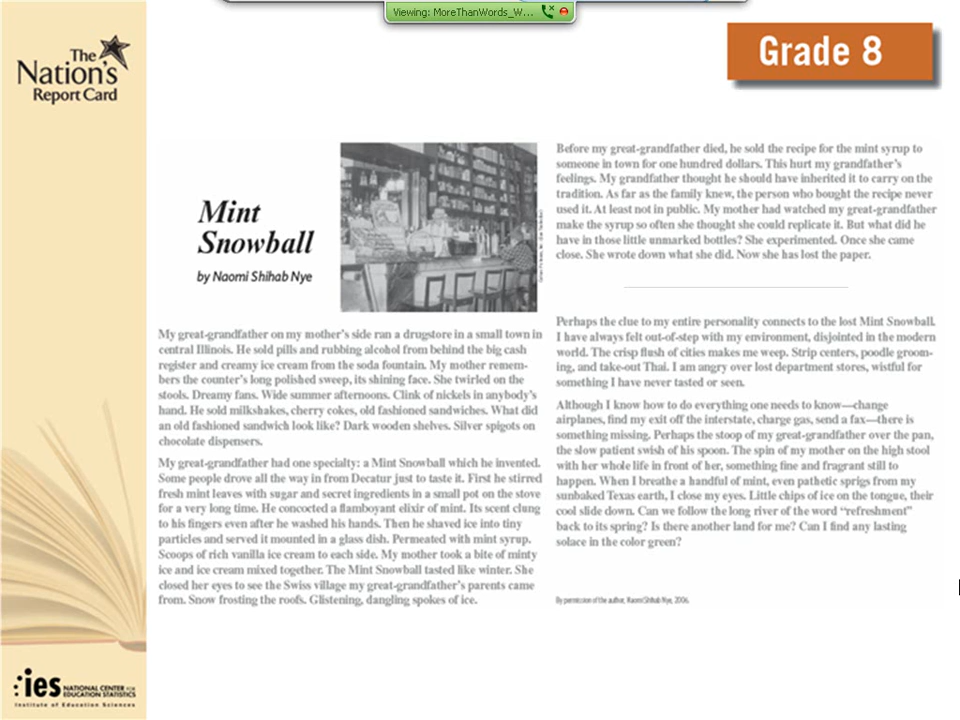 Viewing: MoreThanWords_W...
The
Nation's
Report Card
Grade 8
Mint
Snowball
by Naomi Shihab Nye
My great-grandfather on my mother's side ran a drugstore in a small town in
central Illinois. He sold pills and rubbing alcohol from behind the big cash
register and creamy ice cream from the soda fountain. My mother remem-
bers the counter's long polished sweep, its shining face. She twirled on the
stools. Dreamy fans. Wide summer afternoons. Clink of nickels in anybody's
hand. He sold milkshakes, cherry cokes, old fashioned sandwiches. What did
an old fashioned sandwich look like? Dark wooden shelves. Silver spigots on
chocolate dispensers.
My great-grandfather had one specialty: a Mint Snowball which he invented.
Some people drove all the way in from Decatur just to taste it. First he stirred
fresh mint leaves with sugar and secret ingredients in a small pot on the stove
for a very long time. He concocted a flamboyant elixir of mint. Its scent clung
to his fingers even after he washed his hands. Then he shaved ice into tiny
particles and served it mounted in a glass dish. Permeated with mint syrup.
Scoops of rich vanilla ice cream to each side. My mother took a bite of minty
ice and ice cream mixed together. The Mint Snowball tasted like winter. She
closed her eyes to see the Swiss village my great-grandfather's parents came
from. Snow frosting the roofs. Glistening, dangling spokes of ice.
Before my great-grandfather died, he sold the recipe for the mint syrup to
someone in town for one hundred dollars. This hurt my grandfather's
feelings. My grandfather thought he should have inherited it to carry on the
tradition. As far as the family knew, the person who bought the recipe never
used it. At least not in public. My mother had watched my great-grandfather
make the syrup so often she thought she could replicate it. But what did he
have in those little unmarked bottles? She experimented. Once she came
close. She wrote down what she did. Now she has lost the paper.
Perhaps the clue to my entire personality connects to the lost Mint Snowball.
I have always felt out-of-step with my environment, disjointed in the modern
world. The crisp flush of cities makes me weep. Strip centers, poodle groom-
ing, and take-out Thai. I am angry over lost department stores, wistful for
something I have never tasted or seen.
Although I know how to do everything one needs to know—change
airplanes, find my exit off the interstate, charge gas, send a fax—there is
something missing. Perhaps the stoop of my great-grandfather over the pan,
the slow patient swish of his spoon. The spin of my mother on the high stool
with her whole life in front of her, something fine and fragrant still to
happen. When I breathe a handful of mint, even pathetic sprigs from my
sunbaked Texas earth, I close my eyes. Little chips of ice on the tongue, their
cool slide down. Can we follow the long river of the word "refreshment"
back to its spring? Is there another land for me? Can I find any lasting
solace in the color green?
By permission of the author, Naomi Shihab Nye, 2006.
ies NATIONAL CENTER FOR
EDUCATION STATISTICS
Institute of Education Sciences